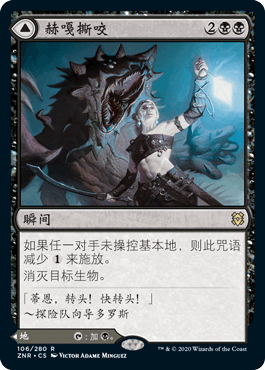 赫嘎撕咬 2
瞬间
如果任一对手未操控基本地，则此咒语
减少 1 来施放。
消灭目标生物。
「蒂恩，转头！快转头！」
～探险队向导多罗斯
地 :加 。
106/280 R
ZNR • CS VICTOR ADAME MINGUEZ
™ & © 2020 Wizards of the Coast